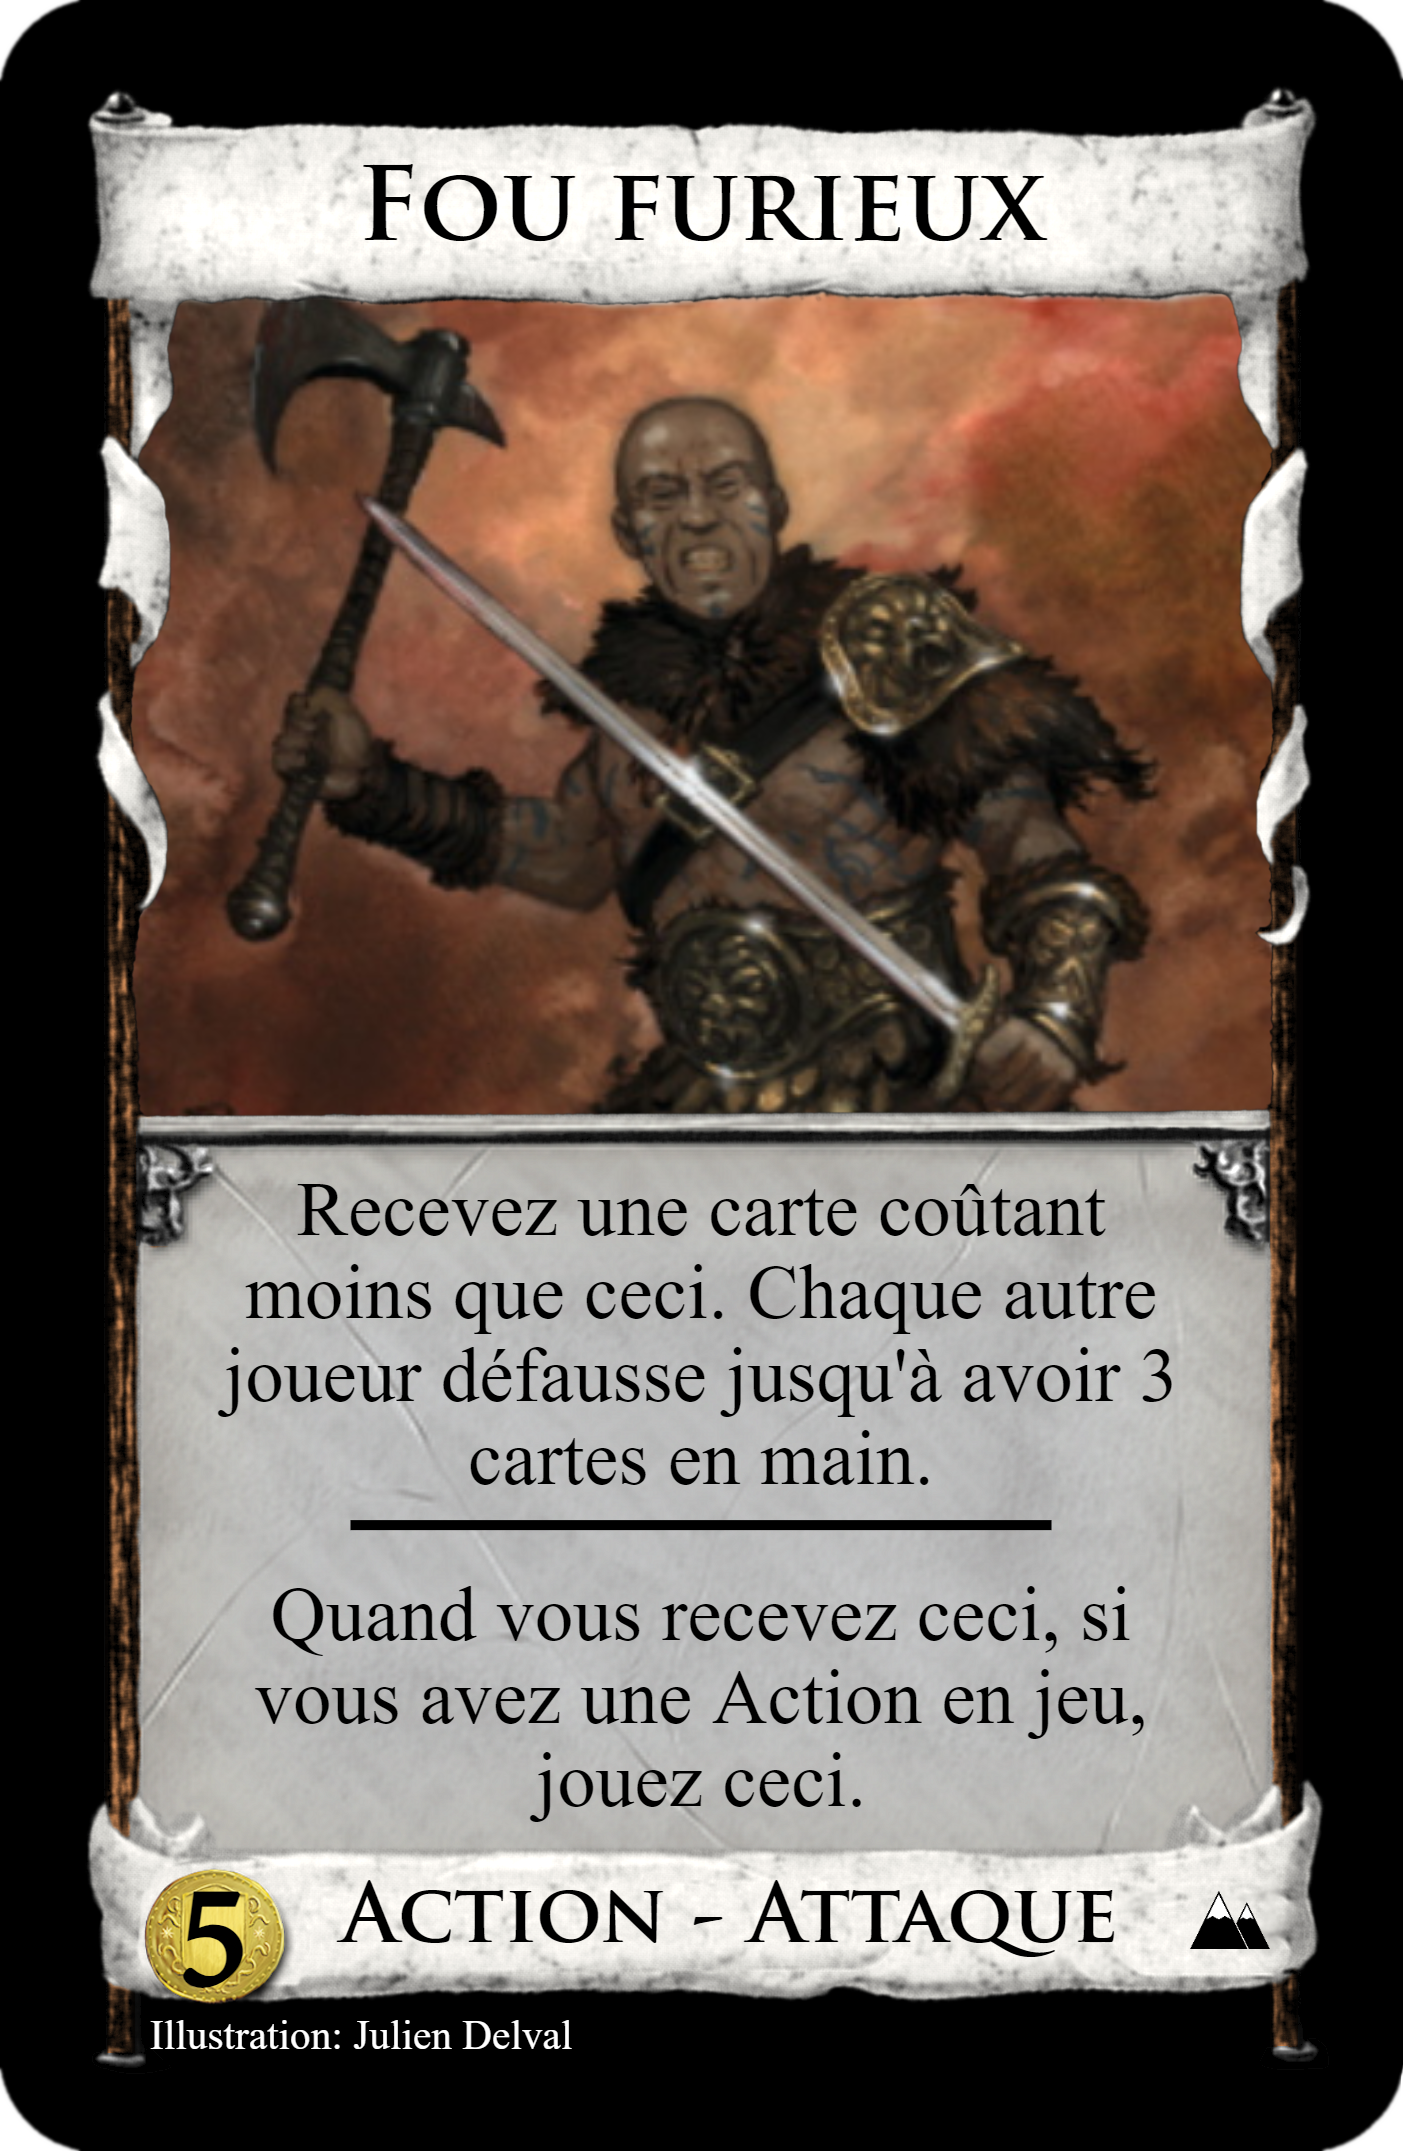 Fou furieux
Recevez une carte coûtant
moins que ceci. Chaque autre
joueur défausse jusqu'à avoir 3
cartes en main.
Quand vous recevez ceci, si
vous avez une Action en jeu,
jouez ceci.
5 Action - Attaque
Illustration: Julien Delval